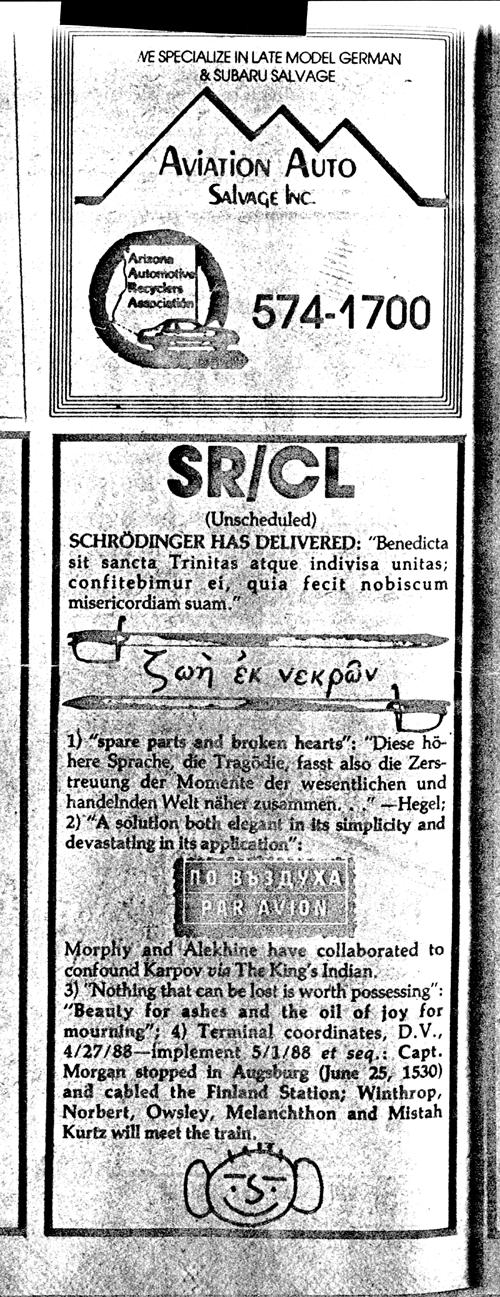 WE SPECIALIZE IN LATE MODEL GERMAN
& SUBARU SALVAGE
AVIATION AUTO
SALVAGE INC.
Arizona
Automotive
Recyclers
Association
574-1700
SR/CL
(Unscheduled)
SCHRÖDINGER HAS DELIVERED: "Benedicta
sit sancta Trinitas atque indivisa unitas;
confitebimur ei, quia fecit nobiscum
misericordiam suam."
ζωὴ ἐκ νεκρῶν
1) "spare parts and broken hearts": "Diese hö-
here Sprache, die Tragödie, fasst also die Zers-
treuung der Momente der wesentlichen und
handelnden Welt näher zusammen. . ." —Hegel;
2) "A solution both elegant in its simplicity and
devastating in its application":
ПО ВЪЗДУХА
PAR AVION
Morphy and Alekhine have collaborated to
confound Karpov via The King's Indian.
3) "Nothing that can be lost is worth possessing":
"Beauty for ashes and the oil of joy for
mourning"; 4) Terminal coordinates, D.V.,
4/27/88—implement 5/1/88 et seq.: Capt.
Morgan stopped in Augsburg (June 25, 1530)
and cabled the Finland Station; Winthrop,
Norbert, Owsley, Melanchthon and Mistah
Kurtz will meet the train.